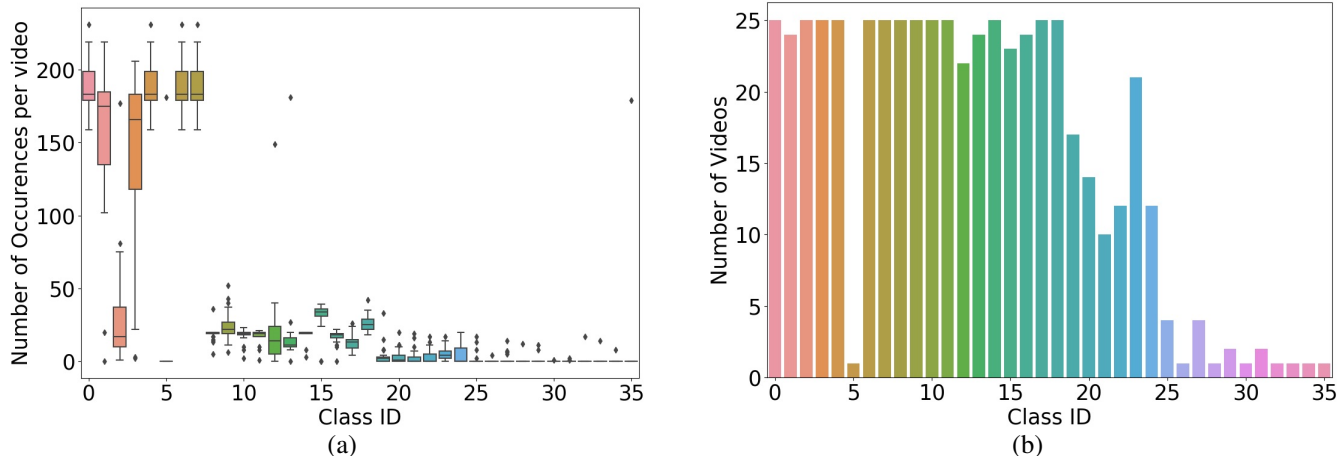 Number of Occurences per video
200
150
100
50
0
0 5 10 15 20 25 30 35
Class ID
(a)
Number of Videos
25
20
15
10
5
0
0 5 10 15 20 25 30 35
Class ID
(b)